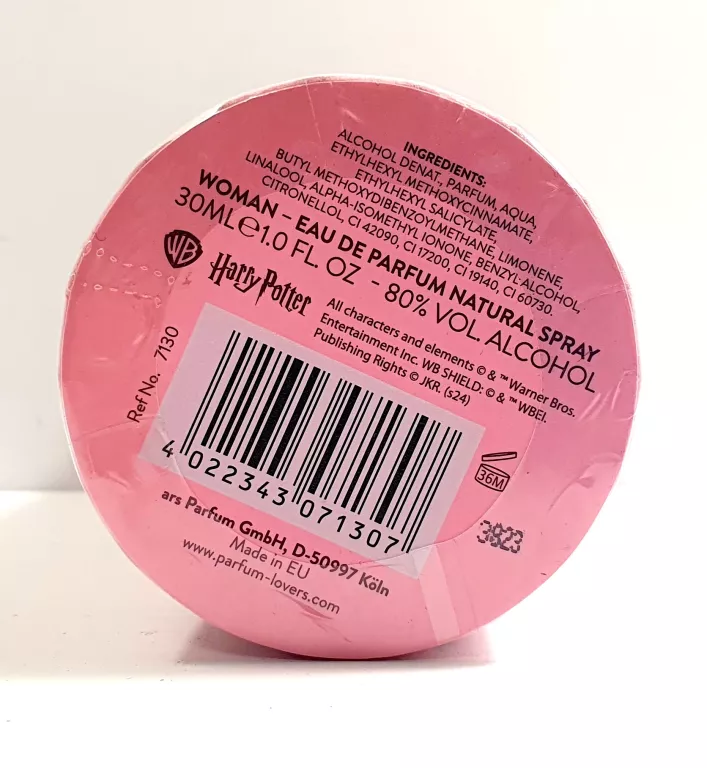 INGREDIENTS:
ALCOHOL DENAT., PARFUM, AQUA,
ETHYLHEXYL METHOXYCINNAMATE,
ETHYLHEXYL SALICYLATE,
BUTYL METHOXYDIBENZOYLMETHANE, LIMONENE,
LINALOOL, ALPHA-ISOMETHYL IONONE, BENZYL ALCOHOL,
CITRONELLOL, CI 42090, CI 17200, CI 19140, CI 60730.
WOMAN – EAU DE PARFUM NATURAL SPRAY
30ML ℮ 1.0 FL. OZ - 80% VOL. ALCOHOL
WB
Harry Potter
All characters and elements © & ™ Warner Bros.
Entertainment Inc. WB SHIELD: © & ™ WBEI.
Publishing Rights © JKR. (s24)
Ref No. 7130
4 022343 071307
36M
3823
ars Parfum GmbH, D-50997 Köln
Made in EU
www.parfum-lovers.com